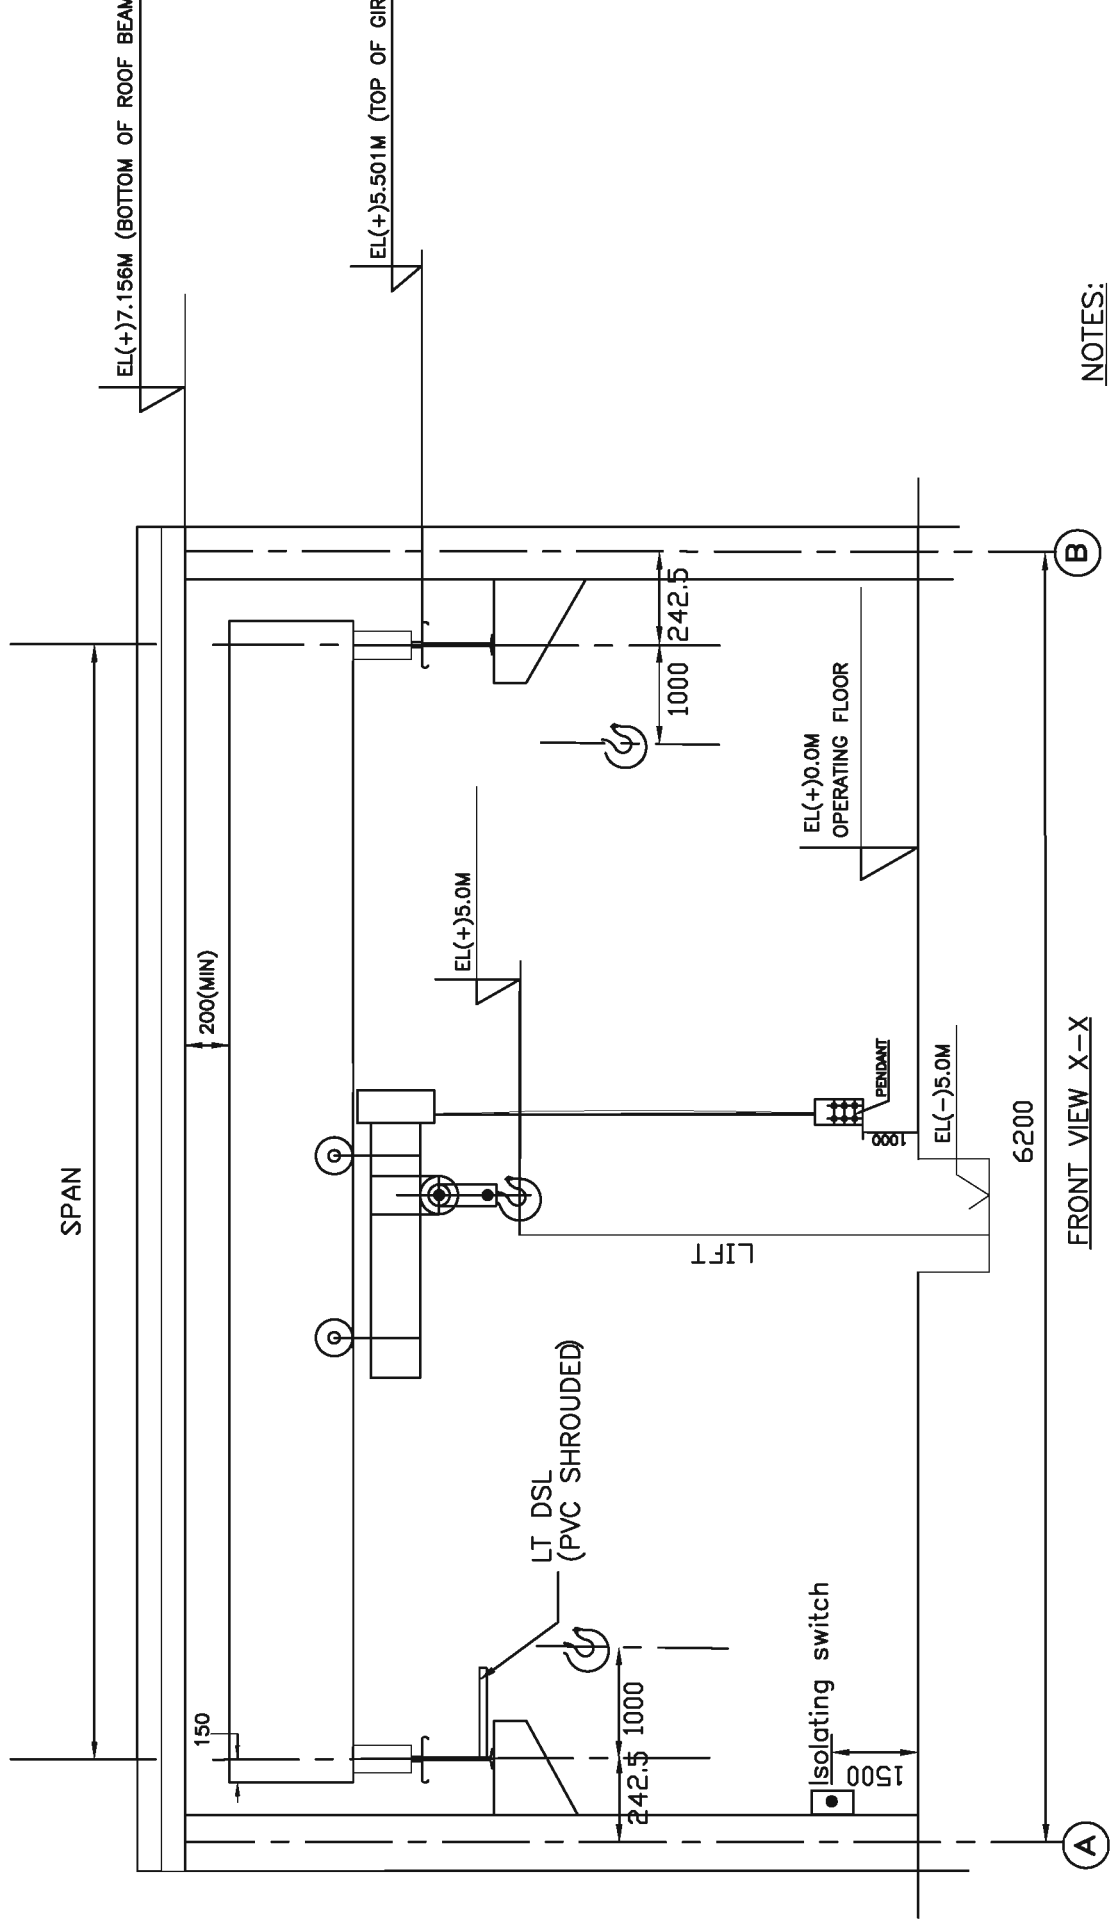 EL(+)7.156M (BOTTOM OF ROOF BEAM
EL(+)5.501M (TOP OF GIR
SPAN
200(MIN)
150
EL(+)5.0M
LT DSL
(PVC SHROUDED)
LIFT
242.5
1000
1000
242.5
EL(+)0.0M
OPERATING FLOOR
Isolating switch
1500
PENDANT
1000
EL(-)5.0M
6200
A
B
FRONT VIEW X-X
NOTES: